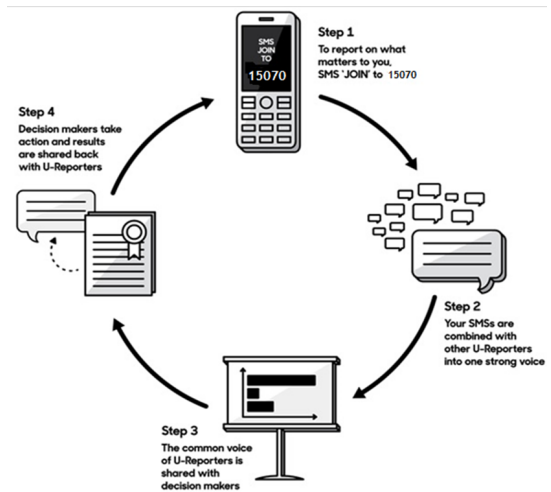 SMS
JOIN
TO
15070
Step 1
To report on what
matters to you,
SMS 'JOIN' to 15070
Step 2
Your SMSs are
combined with
other U-Reporters
into one strong voice
Step 3
The common voice
of U-Reporters is
shared with
decision makers
Step 4
Decision makers take
action and results
are shared back
with U-Reporters